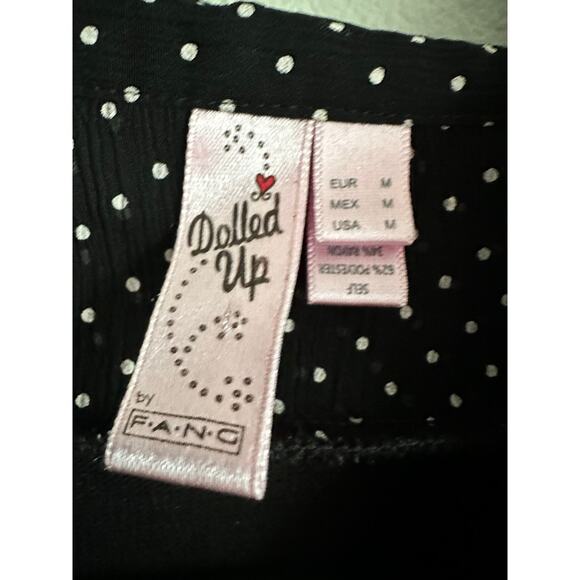 Dolled
Up
by
F·A·N·G
EUR M
MEX M
USA M
SELF
62% POLYESTER
34% RAYON